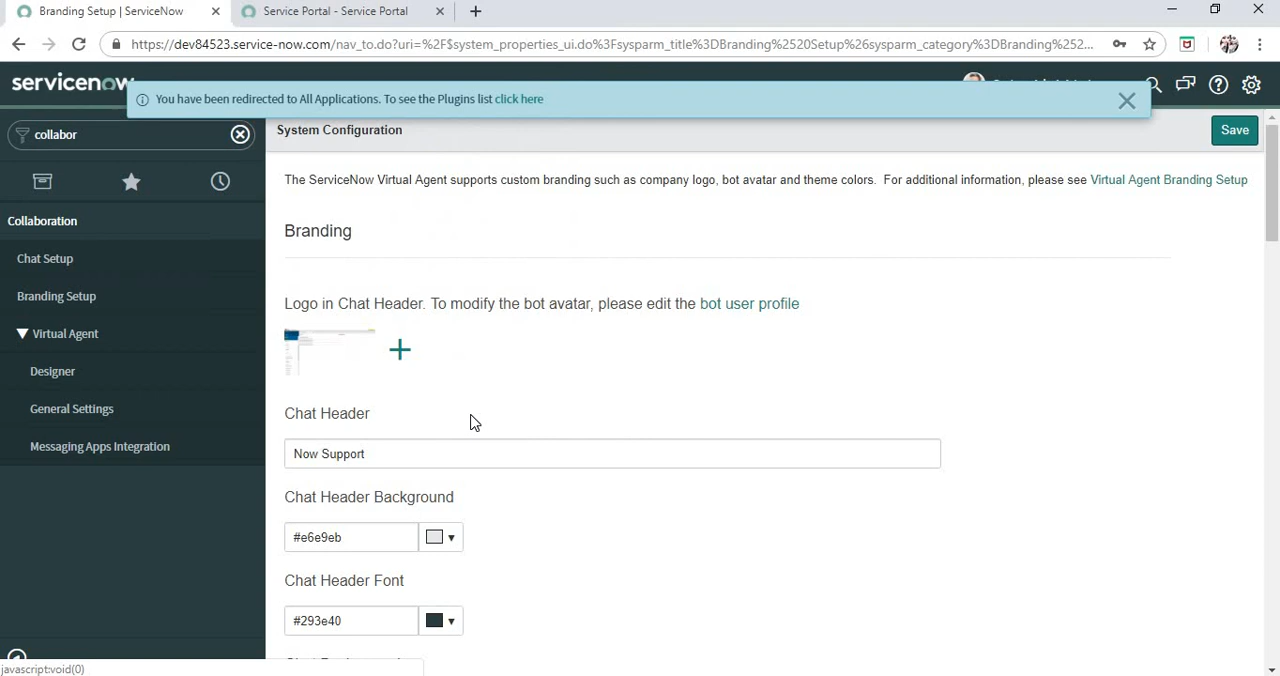 Branding Setup | ServiceNow
Service Portal - Service Portal
https://dev84523.service-now.com/nav_to.do?uri=%2F$system_properties_ui.do%3Fsysparm_title%3DBranding%2520Setup%26sysparm_category%3DBranding%252...
servicenow
You have been redirected to All Applications. To see the Plugins list click here
collabor
System Configuration
Save
The ServiceNow Virtual Agent supports custom branding such as company logo, bot avatar and theme colors. For additional information, please see Virtual Agent Branding Setup
Collaboration
Chat Setup
Branding Setup
Virtual Agent
Designer
General Settings
Messaging Apps Integration
Branding
Logo in Chat Header. To modify the bot avatar, please edit the bot user profile
Chat Header
Now Support
Chat Header Background
#e6e9eb
Chat Header Font
#293e40
javascript:void(0)